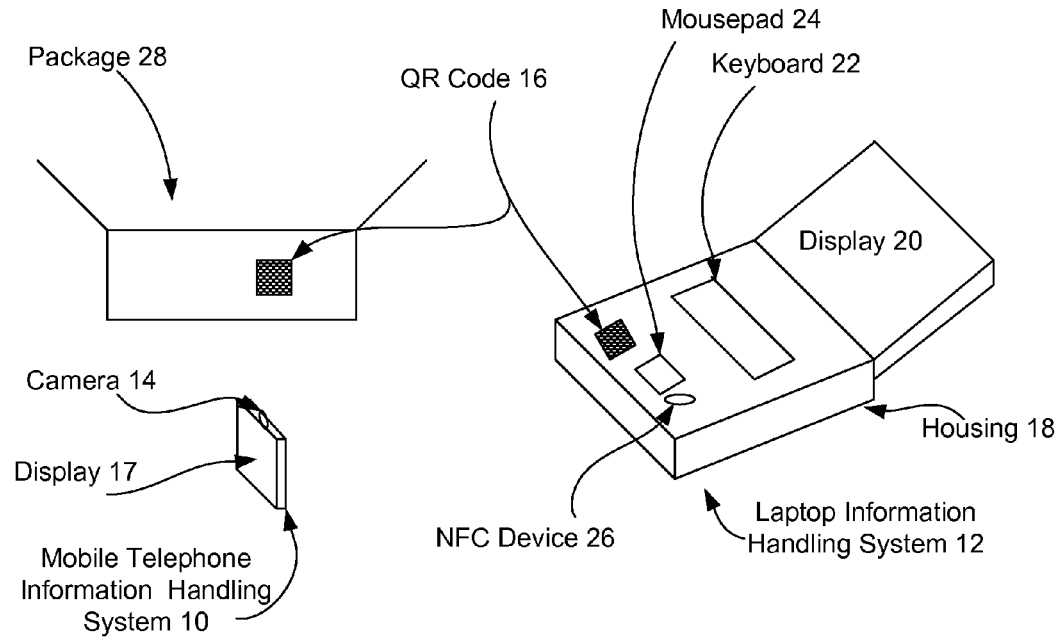 Mousepad 24
Package 28
QR Code 16
Keyboard 22
Display 20
Camera 14
Display 17
Housing 18
NFC Device 26
Laptop Information
Handling System 12
Mobile Telephone
Information Handling
System 10